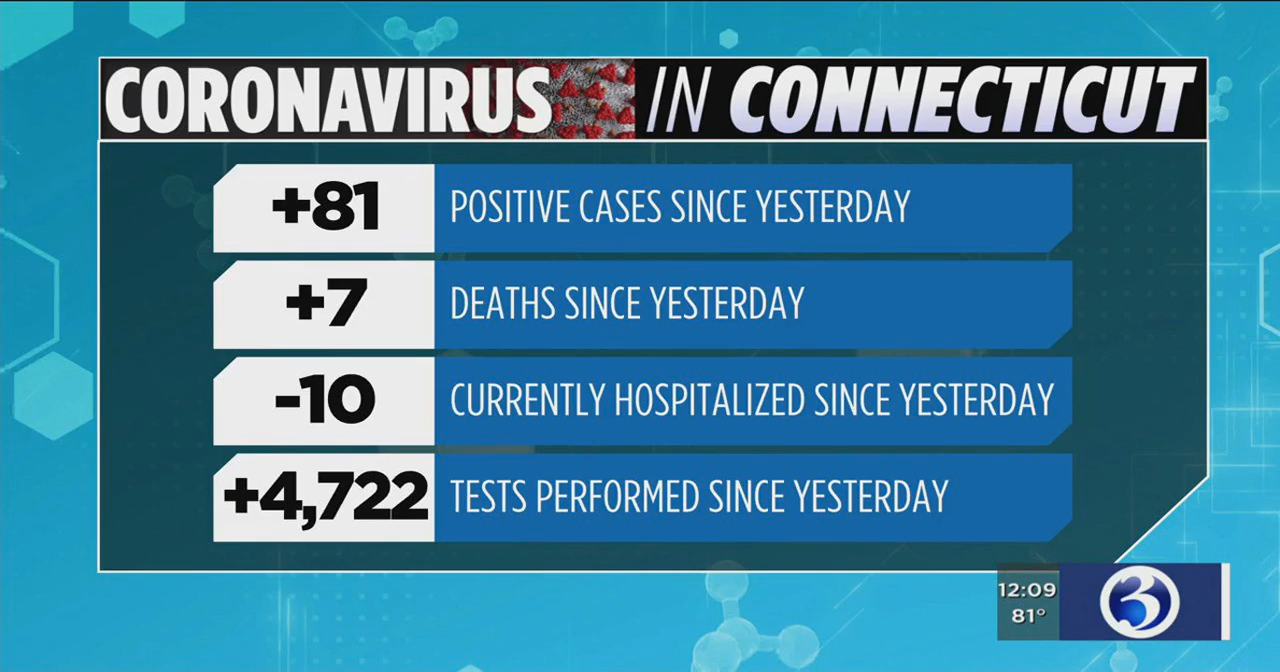 CORONAVIRUS IN CONNECTICUT
+81 POSITIVE CASES SINCE YESTERDAY
+7 DEATHS SINCE YESTERDAY
-10 CURRENTLY HOSPITALIZED SINCE YESTERDAY
+4,722 TESTS PERFORMED SINCE YESTERDAY
12:09
81°
3